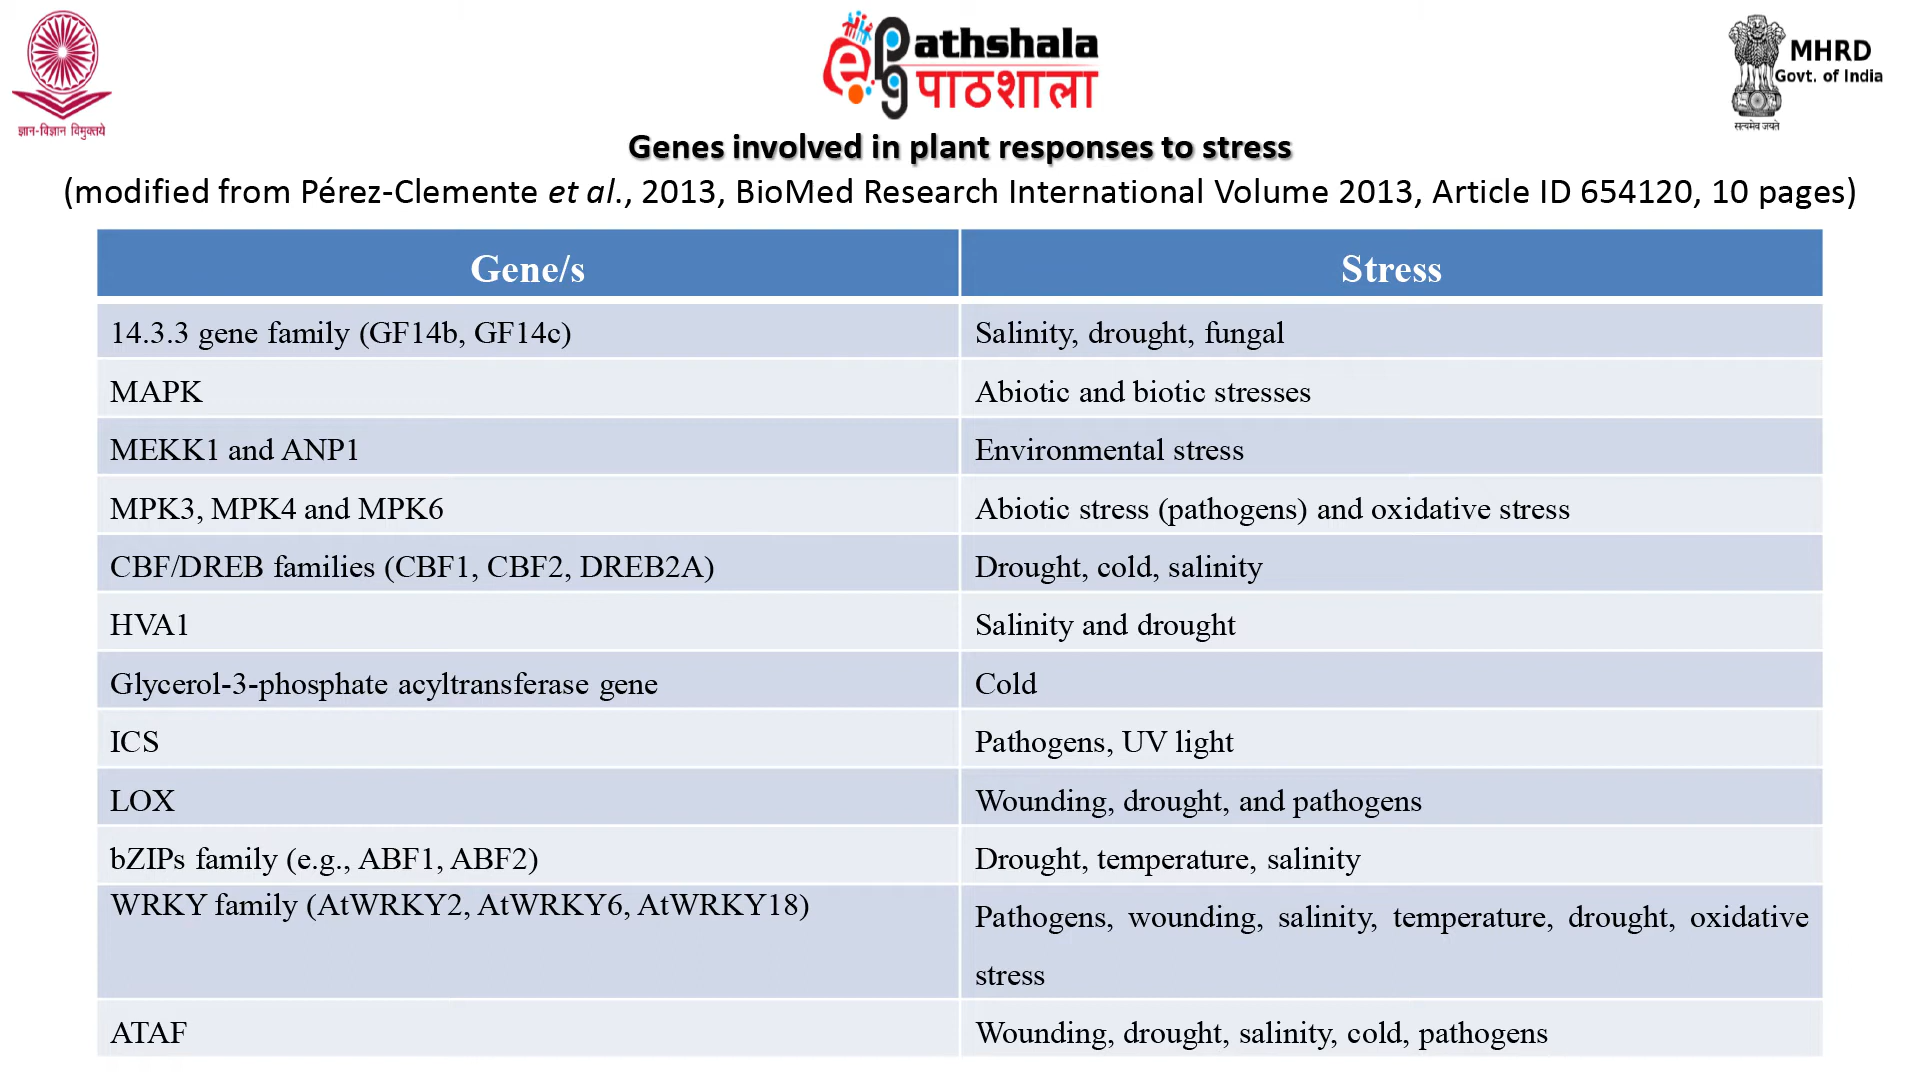 ज्ञान-विज्ञान विमुक्तये
ePathshala
पाठशाला
MHRD
Govt. of India
सत्यमेव जयते
Genes involved in plant responses to stress
(modified from Pérez-Clemente et al., 2013, BioMed Research International Volume 2013, Article ID 654120, 10 pages)
Gene/s Stress
14.3.3 gene family (GF14b, GF14c) Salinity, drought, fungal
MAPK Abiotic and biotic stresses
MEKK1 and ANP1 Environmental stress
MPK3, MPK4 and MPK6 Abiotic stress (pathogens) and oxidative stress
CBF/DREB families (CBF1, CBF2, DREB2A) Drought, cold, salinity
HVA1 Salinity and drought
Glycerol-3-phosphate acyltransferase gene Cold
ICS Pathogens, UV light
LOX Wounding, drought, and pathogens
bZIPs family (e.g., ABF1, ABF2) Drought, temperature, salinity
WRKY family (AtWRKY2, AtWRKY6, AtWRKY18) Pathogens, wounding, salinity, temperature, drought, oxidative
stress
ATAF Wounding, drought, salinity, cold, pathogens